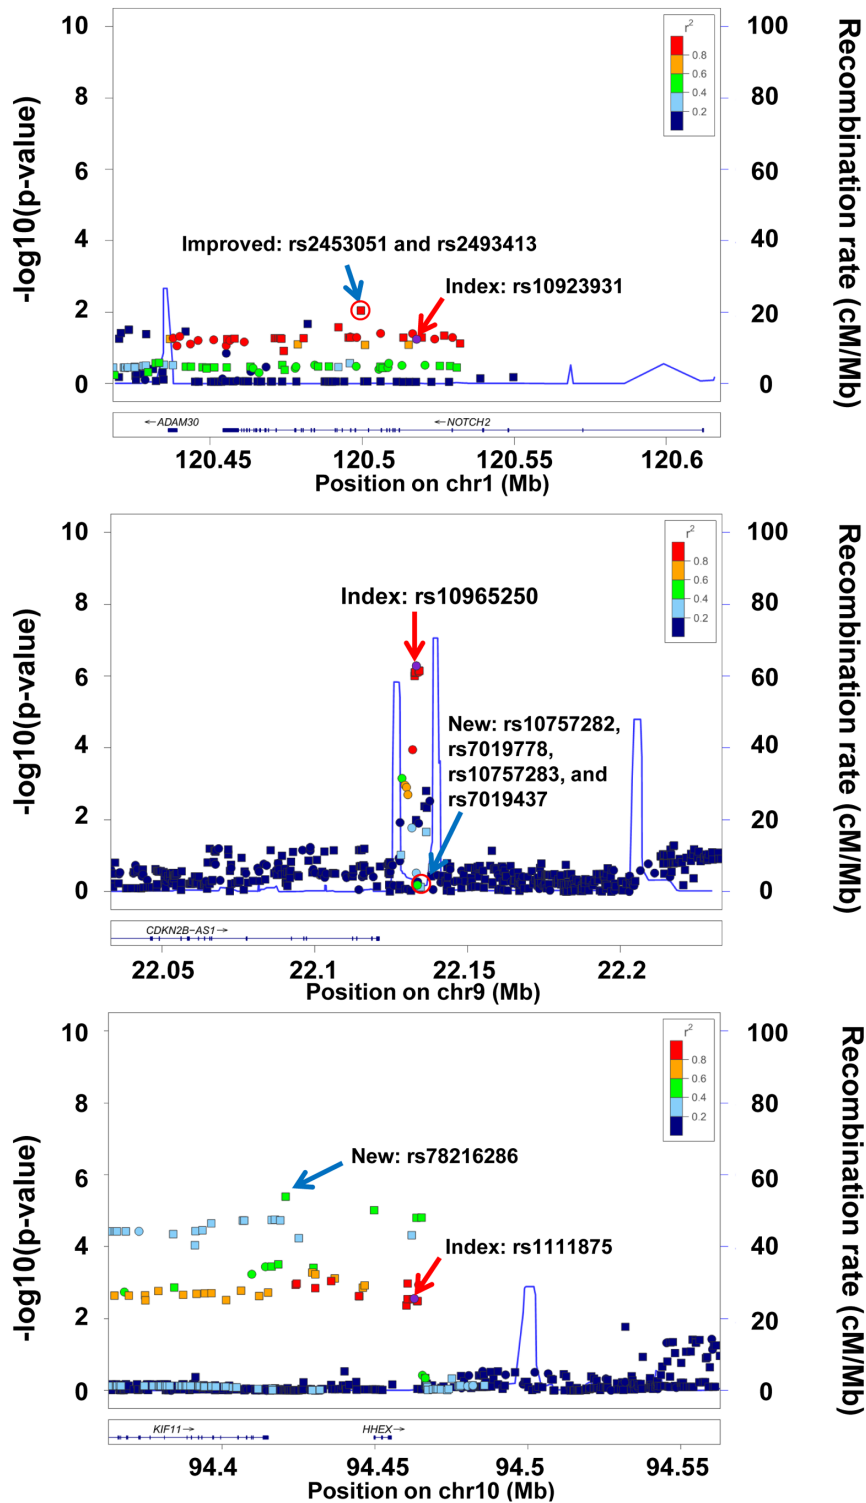 10
8
6
4
2
0
-log10(p-value)
100
80
60
40
20
0
Recombination rate (cM/Mb)
r2
0.8
0.6
0.4
0.2
Improved: rs2453051 and rs2493413
Index: rs10923931
←ADAM30
←NOTCH2
120.45
120.5
120.55
120.6
Position on chr1 (Mb)
10
8
6
4
2
0
-log10(p-value)
100
80
60
40
20
0
Recombination rate (cM/Mb)
r2
0.8
0.6
0.4
0.2
Index: rs10965250
New: rs10757282,
rs7019778,
rs10757283, and
rs7019437
CDKN2B−AS1→
22.05
22.1
22.15
22.2
Position on chr9 (Mb)
10
8
6
4
2
0
-log10(p-value)
100
80
60
40
20
0
Recombination rate (cM/Mb)
r2
0.8
0.6
0.4
0.2
New: rs78216286
Index: rs1111875
KIF11→
HHEX→
94.4
94.45
94.5
94.55
Position on chr10 (Mb)